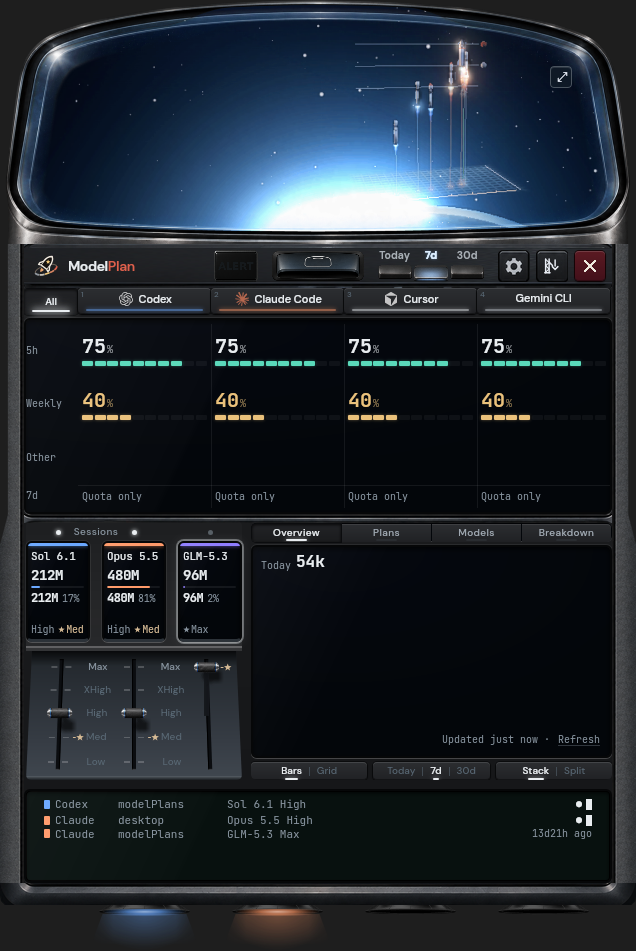 ModelPlan
ALERT
Today 7d 30d
All
1 Codex
2 Claude Code
3 Cursor
4 Gemini CLI
5h 75% 75% 75% 75%
Weekly 40% 40% 40% 40%
Other
7d Quota only Quota only Quota only Quota only
Sessions
Sol 6.1 Opus 5.5 GLM-5.3
212M 480M 96M
212M 17% 480M 81% 96M 2%
High ★Med High ★Med ★Max
Max Max ★
XHigh XHigh
High High
★ Med ★ Med
Low Low
Overview Plans Models Breakdown
Today 54k
Updated just now · Refresh
Bars | Grid Today | 7d | 30d Stack | Split
Codex modelPlans Sol 6.1 High
Claude desktop Opus 5.5 High
Claude modelPlans GLM-5.3 Max 13d21h ago